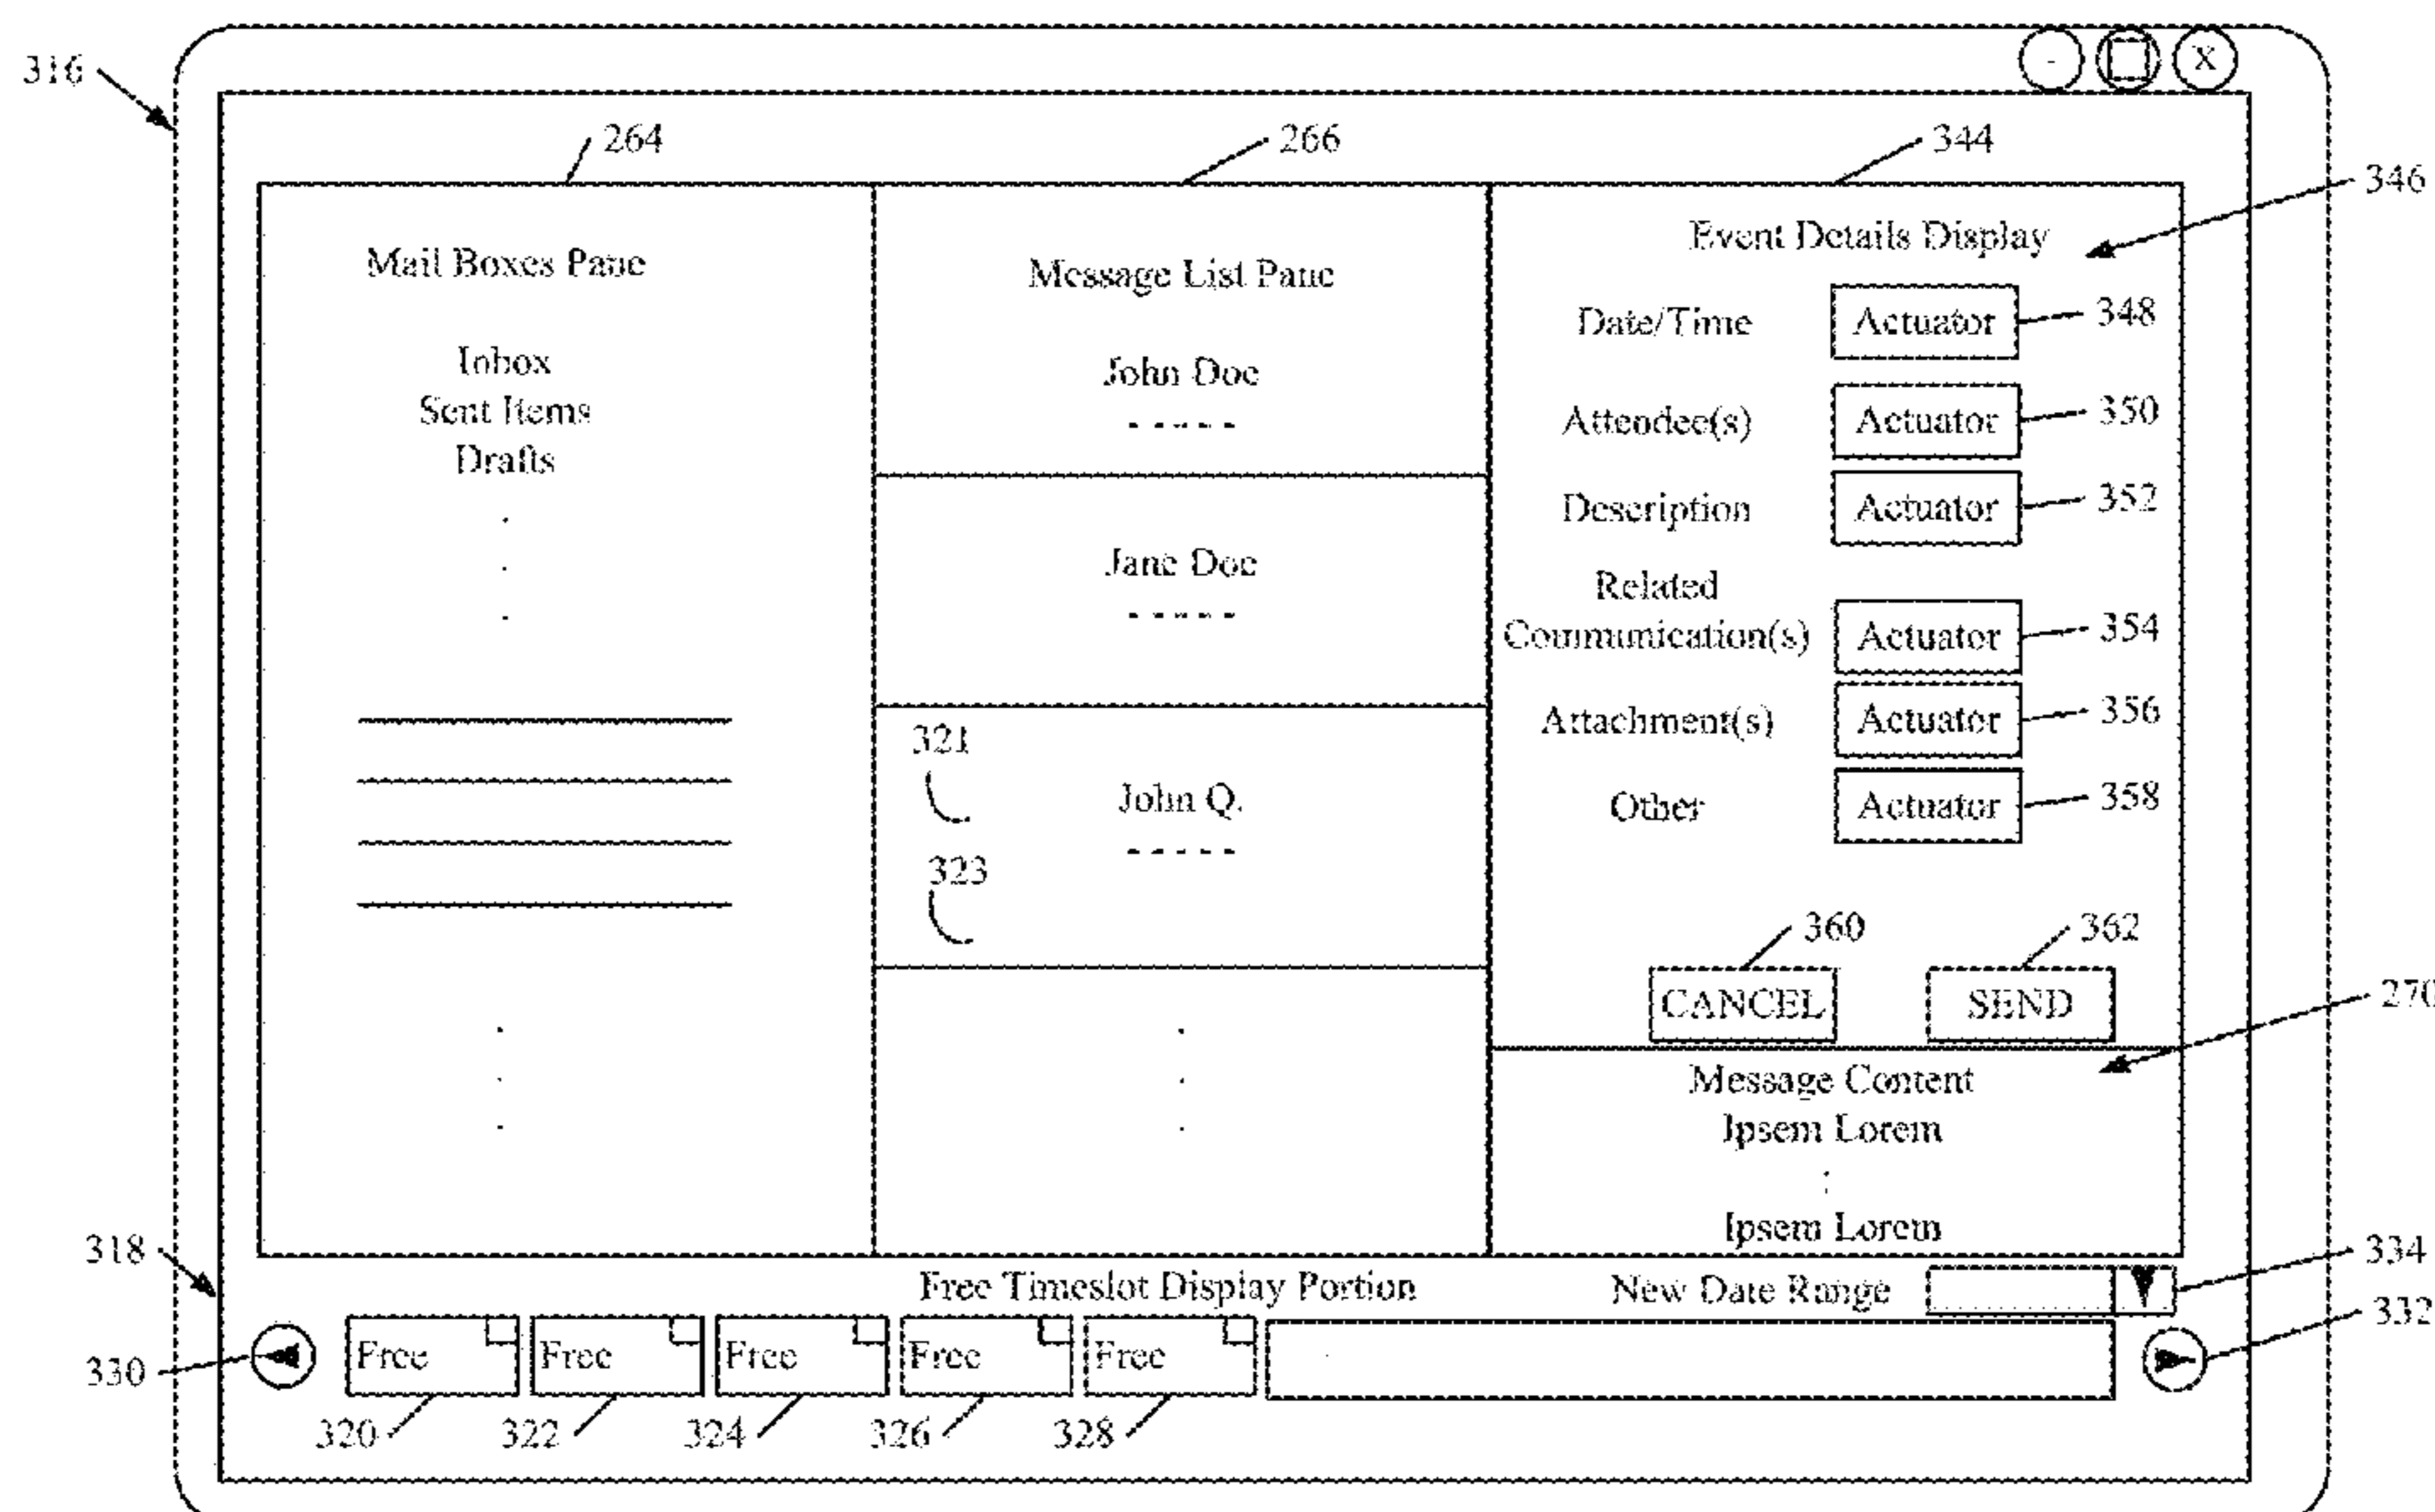 316
- X
264
266
344
346
Mail Boxes Pane
Inbox
Sent Items
Drafts
Message List Pane
John Doe
- - - - -
Jane Doe
- - - - -
321
John Q.
- - - - -
323
Event Details Display
Date/Time Actuator 348
Attendee(s) Actuator 350
Description Actuator 352
Related
Communication(s) Actuator 354
Attachment(s) Actuator 356
Other Actuator 358
360 362
CANCEL SEND
270
Message Content
Ipsem Lorem
Ipsem Lorem
318
Free Timeslot Display Portion New Date Range 334
330 Free Free Free Free Free 332
320 322 324 326 328